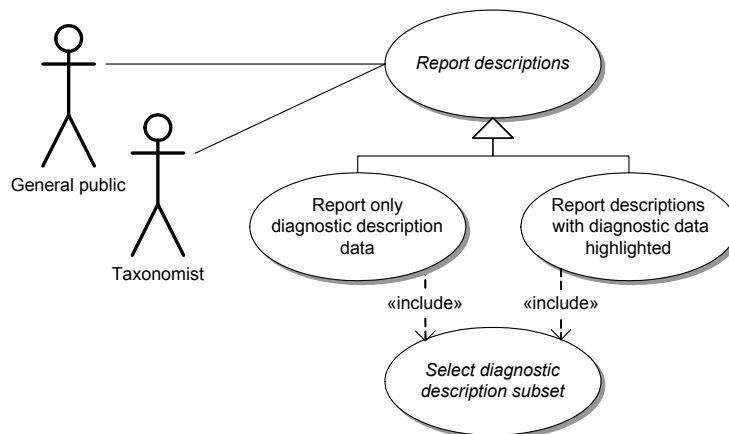 Report descriptions
General public
Taxonomist
Report only
diagnostic description
data
Report descriptions
with diagnostic data
highlighted
«include»
«include»
Select diagnostic
description subset